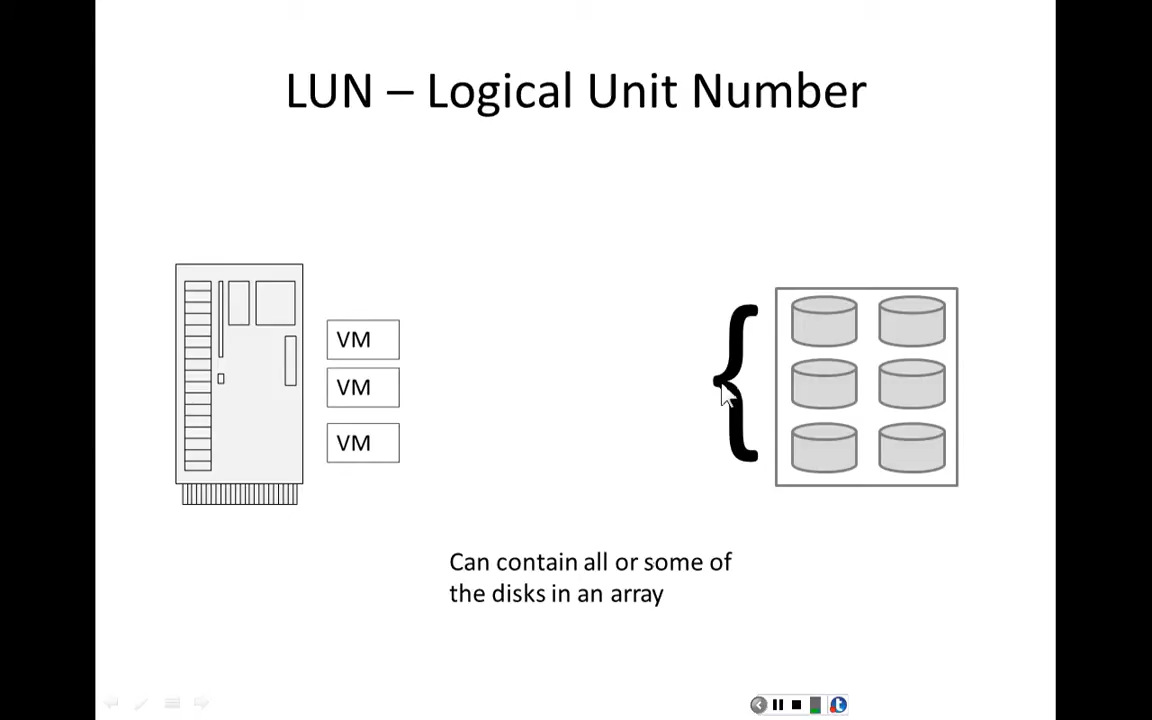 LUN – Logical Unit Number
VM
VM
VM
Can contain all or some of
the disks in an array